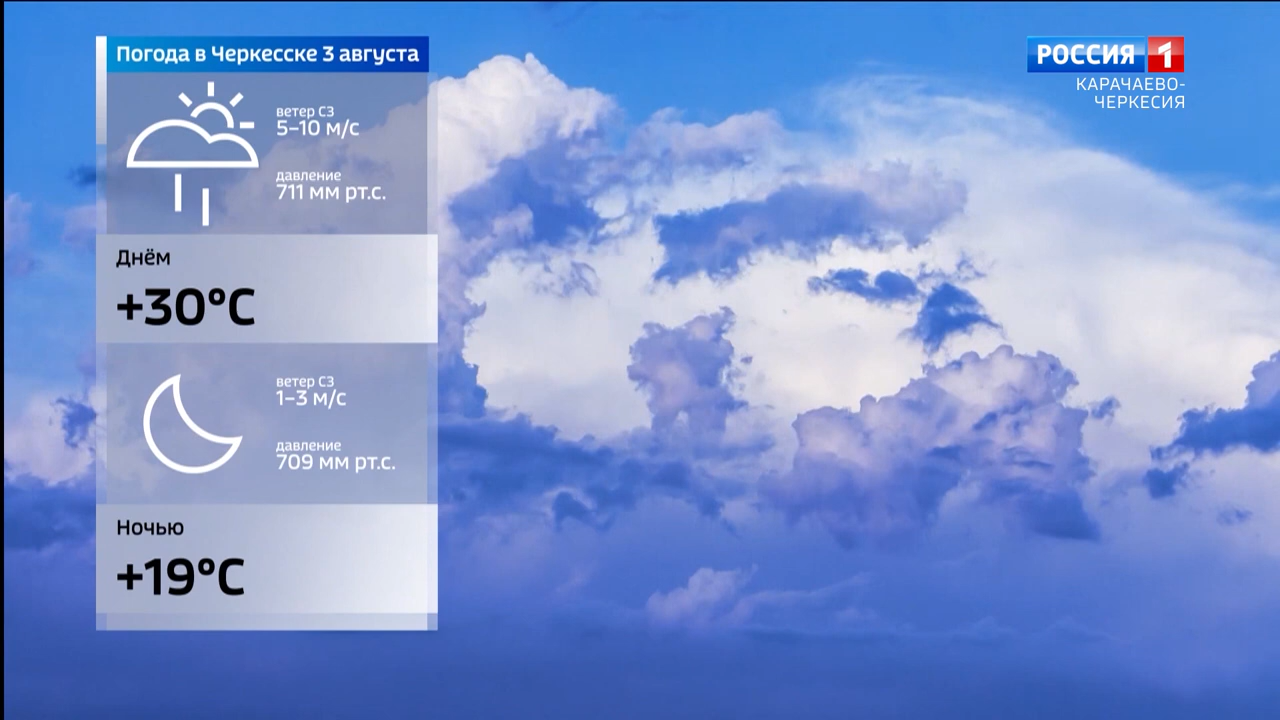 Погода в Черкесске 3 августа
ветер СЗ
5–10 м/с
давление
711 мм рт.с.
Днём
+30°C
ветер СЗ
1–3 м/с
давление
709 мм рт.с.
Ночью
+19°C
РОССИЯ 1
КАРАЧАЕВО-
ЧЕРКЕСИЯ